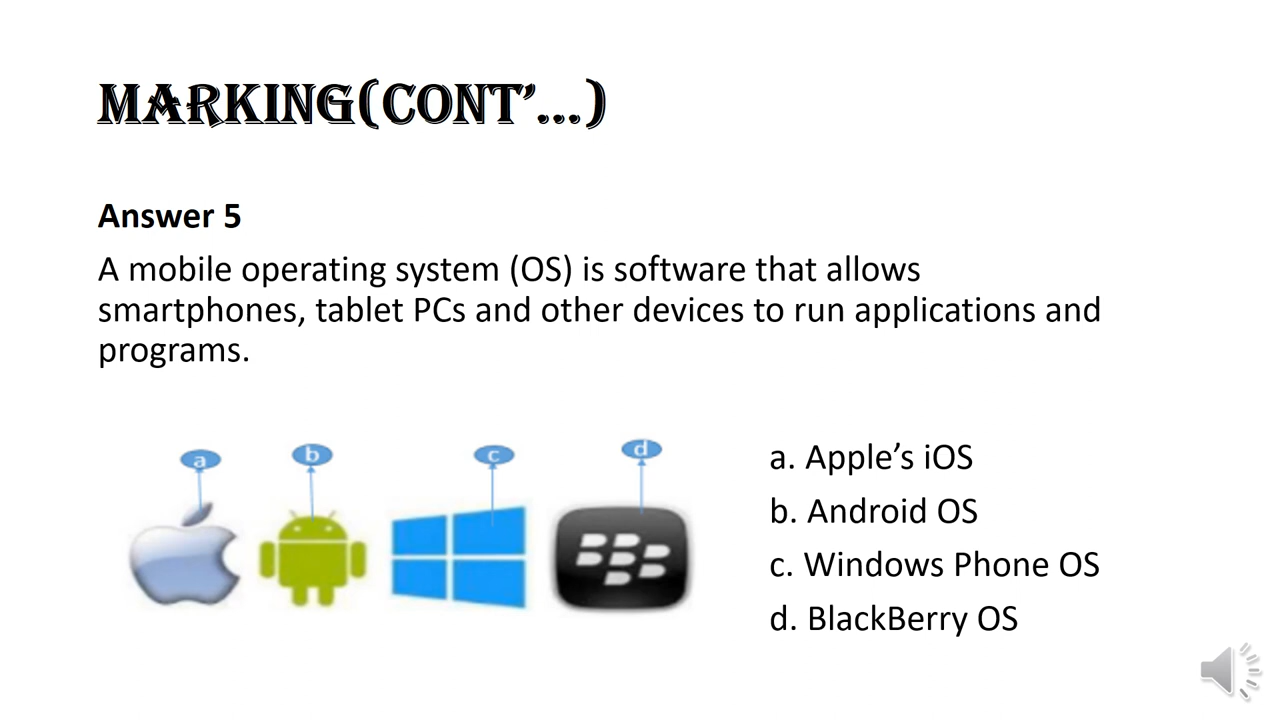 MARKING(CONT’…)
Answer 5
A mobile operating system (OS) is software that allows
smartphones, tablet PCs and other devices to run applications and
programs.
a
b
c
d
a. Apple’s iOS
b. Android OS
c. Windows Phone OS
d. BlackBerry OS